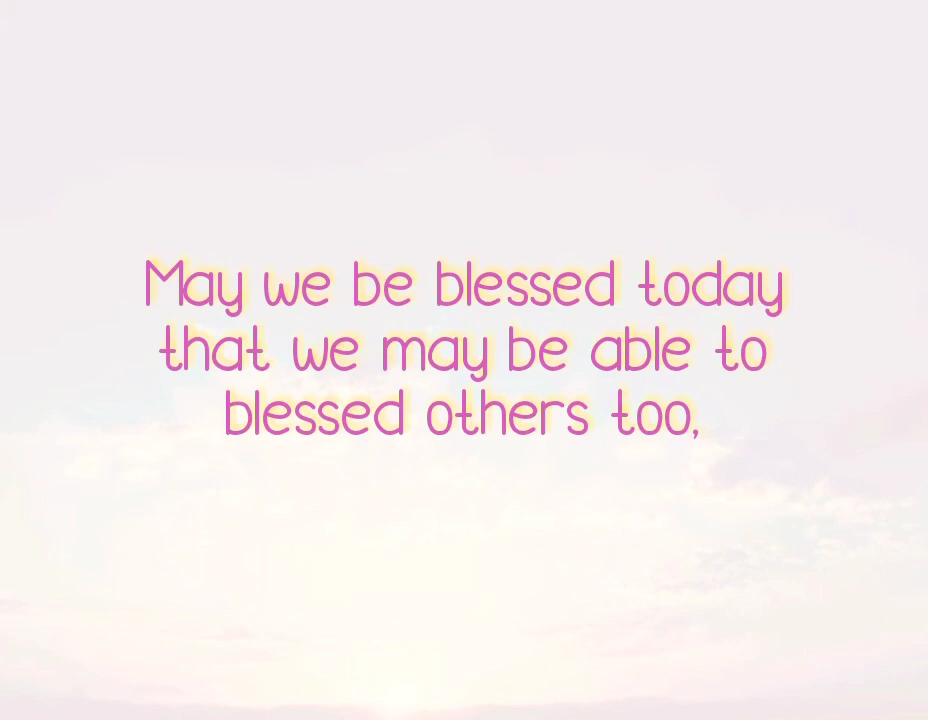 May we be blessed today
that we may be able to
blessed others too,